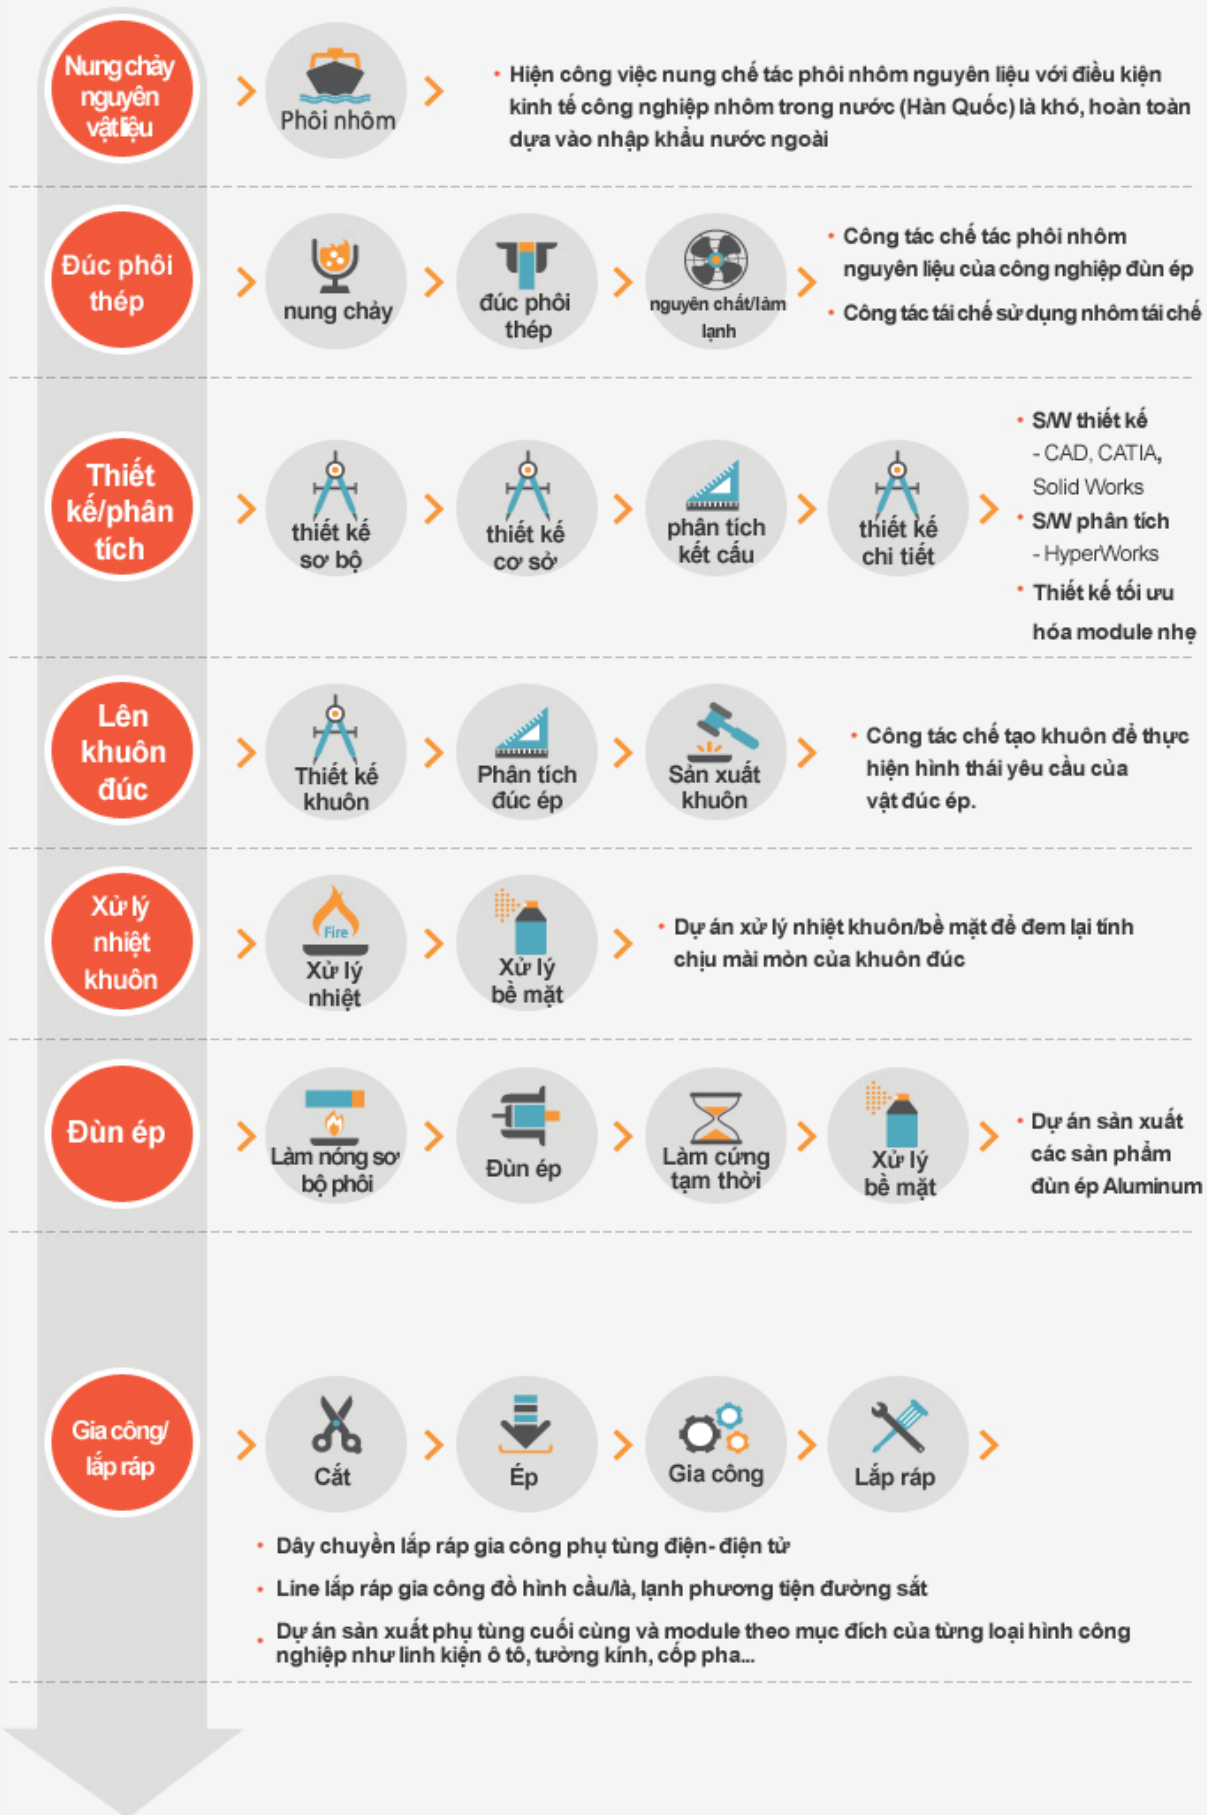 Nung chảy
nguyên
vật liệu
Phôi nhôm
• Hiện công việc nung chế tác phôi nhôm nguyên liệu với điều kiện
kinh tế công nghiệp nhôm trong nước (Hàn Quốc) là khó, hoàn toàn
dựa vào nhập khẩu nước ngoài
Đúc phôi
thép
nung chảy
đúc phôi
thép
nguyên chất/làm
lạnh
• Công tác chế tác phôi nhôm
nguyên liệu của công nghiệp đùn ép
• Công tác tái chế sử dụng nhôm tái chế
Thiết
kế/phân
tích
thiết kế
sơ bộ
thiết kế
cơ sở
phân tích
kết cấu
thiết kế
chi tiết
• S/W thiết kế
- CAD, CATIA,
Solid Works
• S/W phân tích
- HyperWorks
• Thiết kế tối ưu
hóa module nhẹ
Lên
khuôn
đúc
Thiết kế
khuôn
Phân tích
đúc ép
Sản xuất
khuôn
• Công tác chế tạo khuôn để thực
hiện hình thái yêu cầu của
vật đúc ép.
Xử lý
nhiệt
khuôn
Fire
Xử lý
nhiệt
Xử lý
bề mặt
• Dự án xử lý nhiệt khuôn/bề mặt để đem lại tính
chịu mài mòn của khuôn đúc
Đùn ép
Làm nóng sơ
bộ phôi
Đùn ép
Làm cứng
tạm thời
Xử lý
bề mặt
• Dự án sản xuất
các sản phẩm
đùn ép Aluminum
Gia công/
lắp ráp
Cắt
Ép
Gia công
Lắp ráp
• Dây chuyền lắp ráp gia công phụ tùng điện- điện tử
• Line lắp ráp gia công đồ hình cầu/là, lạnh phương tiện đường sắt
• Dự án sản xuất phụ tùng cuối cùng và module theo mục đích của từng loại hình công
nghiệp như linh kiện ô tô, tường kính, cốp pha...